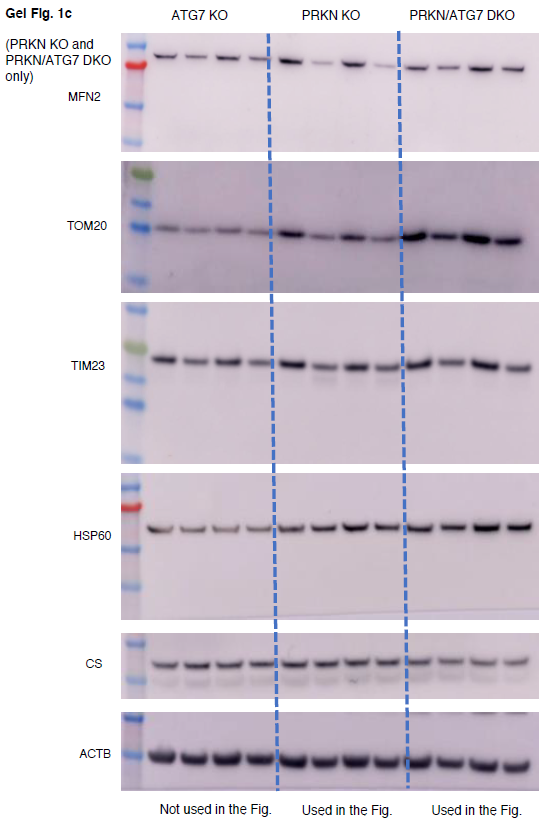 Gel Fig. 1c
ATG7 KO
PRKN KO
PRKN/ATG7 DKO
(PRKN KO and
PRKN/ATG7 DKO
only)
MFN2
TOM20
TIM23
HSP60
CS
ACTB
Not used in the Fig.
Used in the Fig.
Used in the Fig.